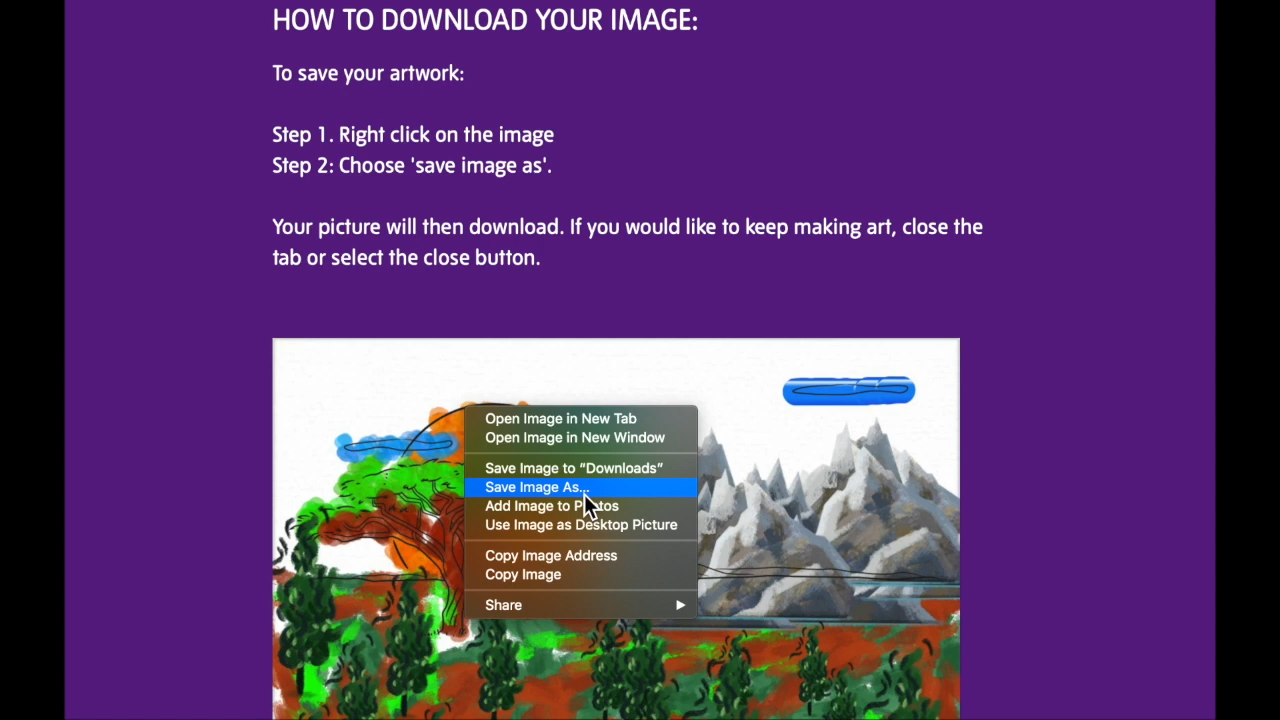 HOW TO DOWNLOAD YOUR IMAGE:
To save your artwork:
Step 1. Right click on the image
Step 2: Choose 'save image as'.
Your picture will then download. If you would like to keep making art, close the
tab or select the close button.
Open Image in New Tab
Open Image in New Window
Save Image to “Downloads”
Save Image As...
Add Image to Photos
Use Image as Desktop Picture
Copy Image Address
Copy Image
Share